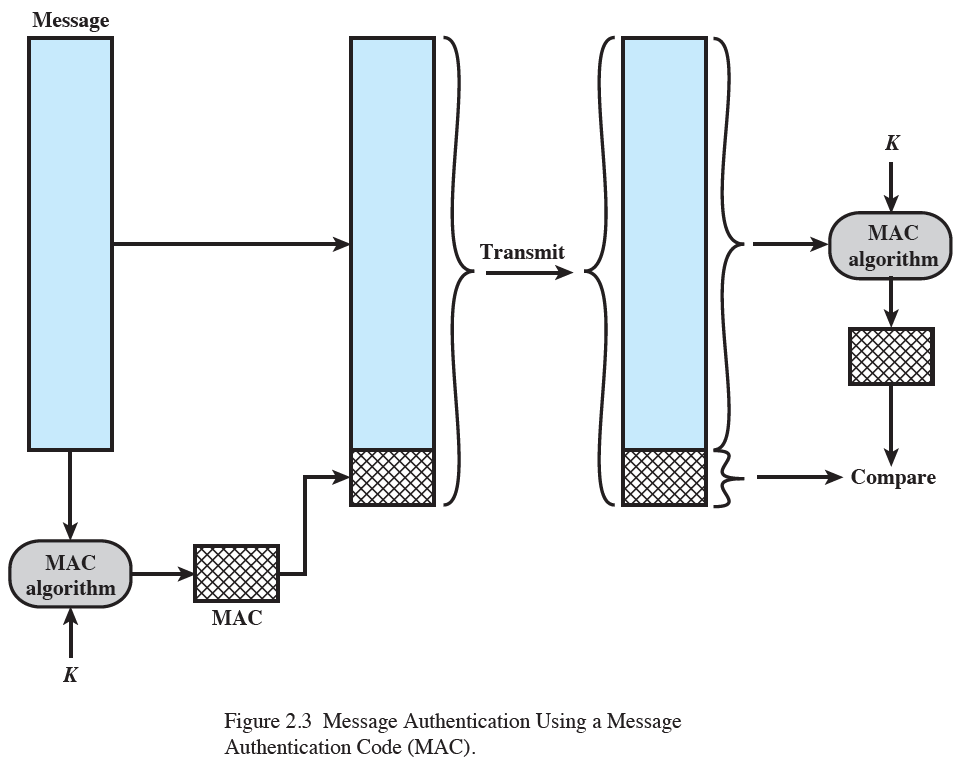 Message
K
MAC
algorithm
Transmit
Compare
MAC
algorithm
MAC
K
Figure 2.3 Message Authentication Using a Message
Authentication Code (MAC).